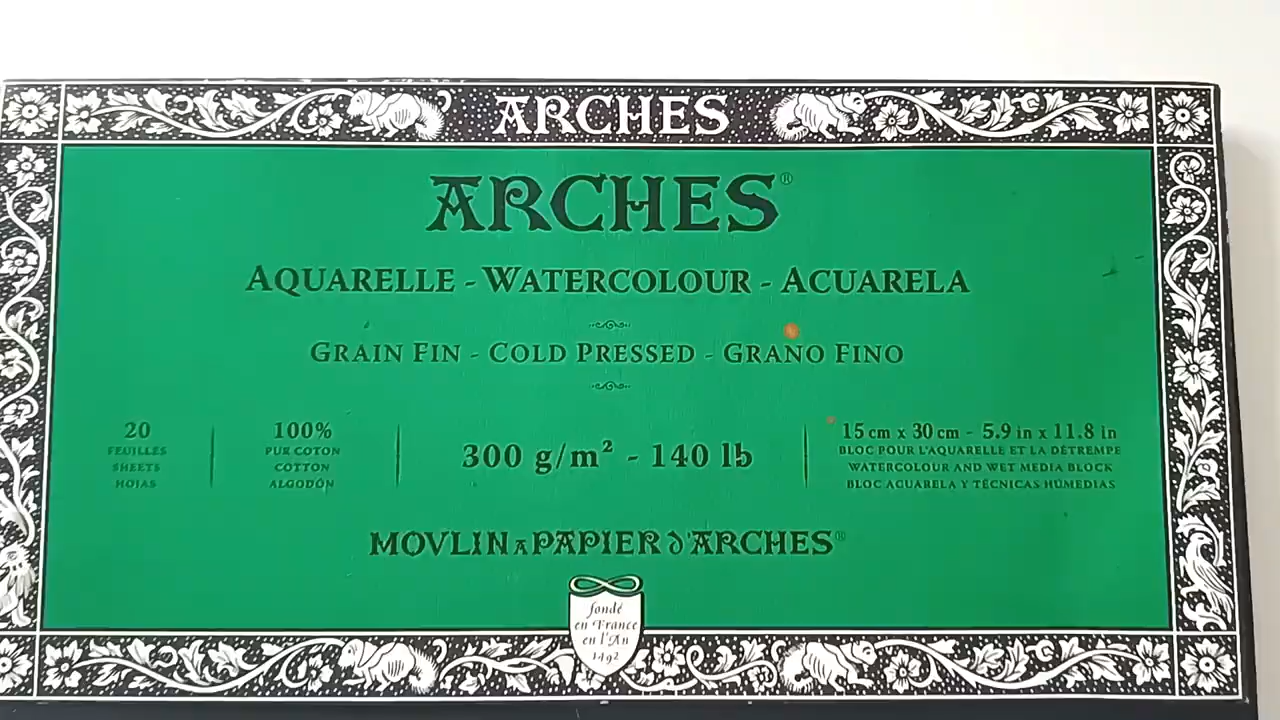 ARCHES
ARCHES®
AQUARELLE - WATERCOLOUR - ACUARELA
GRAIN FIN - COLD PRESSED - GRANO FINO
20
FEUILLES
SHEETS
HOJAS
100%
PUR COTON
COTTON
ALGODÓN
300 g/m² - 140 lb
15 cm x 30 cm - 5.9 in x 11.8 in
BLOC POUR L'AQUARELLE ET LA DÉTREMPE
WATERCOLOUR AND WET MEDIA BLOCK
BLOC ACUARELA Y TÉCNICAS HÚMEDIAS
MOVLIN A PAPIER d'ARCHES®
fondé
en France
en l'An
1492